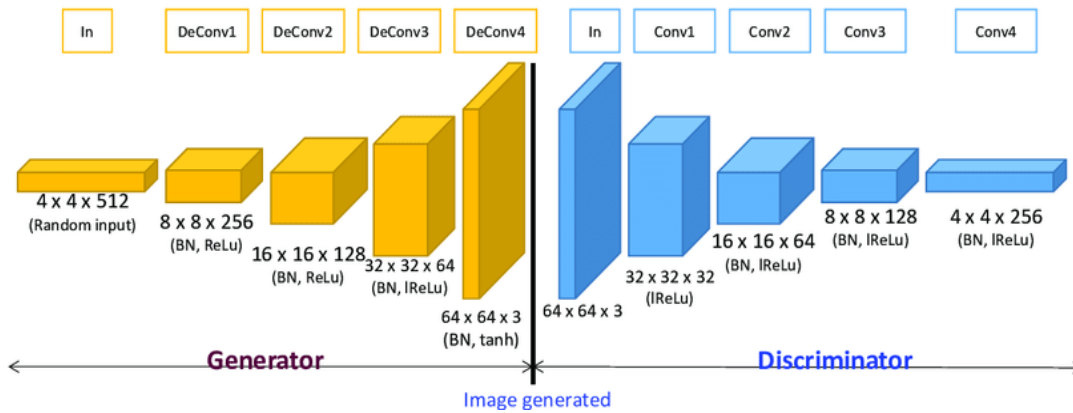 In
DeConv1
DeConv2
DeConv3
DeConv4
In
Conv1
Conv2
Conv3
Conv4
4 x 4 x 512
(Random input)
8 x 8 x 256
(BN, ReLu)
16 x 16 x 128
(BN, ReLu)
32 x 32 x 64
(BN, lReLu)
64 x 64 x 3
(BN, tanh)
64 x 64 x 3
32 x 32 x 32
(lReLu)
16 x 16 x 64
(BN, lReLu)
8 x 8 x 128
(BN, lReLu)
4 x 4 x 256
(BN, lReLu)
Generator
Discriminator
Image generated